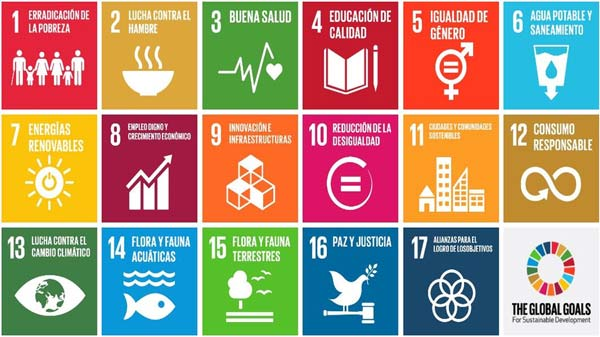 1 ERRADICACIÓN DE
LA POBREZA
2 LUCHA CONTRA EL
HAMBRE
3 BUENA SALUD
4 EDUCACIÓN DE
CALIDAD
5 IGUALDAD DE
GÉNERO
6 AGUA POTABLE Y
SANEAMIENTO
7 ENERGÍAS
RENOVABLES
8 EMPLEO DIGNO Y
CRECIMIENTO ECONÓMICO
9 INNOVACIÓN E
INFRAESTRUCTURAS
10 REDUCCIÓN DE LA
DESIGUALDAD
11 CIUDADES Y COMUNIDADES
SOSTENIBLES
12 CONSUMO
RESPONSABLE
13 LUCHA CONTRA EL
CAMBIO CLIMÁTICO
14 FLORA Y FAUNA
ACUÁTICAS
15 FLORA Y FAUNA
TERRESTRES
16 PAZ Y JUSTICIA
17 ALIANZAS PARA EL
LOGRO DE LOSOBJETIVOS
THE GLOBAL GOALS
For Sustainable Development